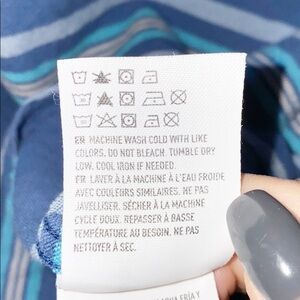 EN: MACHINE WASH COLD WITH LIKE
COLORS. DO NOT BLEACH. TUMBLE DRY
LOW. COOL IRON IF NEEDED.
FR: LAVER À LA MACHINE À L'EAU FROIDE
AVEC COULEURS SIMILAIRES. NE PAS
JAVELLISER. SÉCHER À LA MACHINE
CYCLE DOUX. REPASSER À BASSE
TEMPÉRATURE AU BESOIN. NE PAS
NETTOYER À SEC.
AGUA FRÍA Y